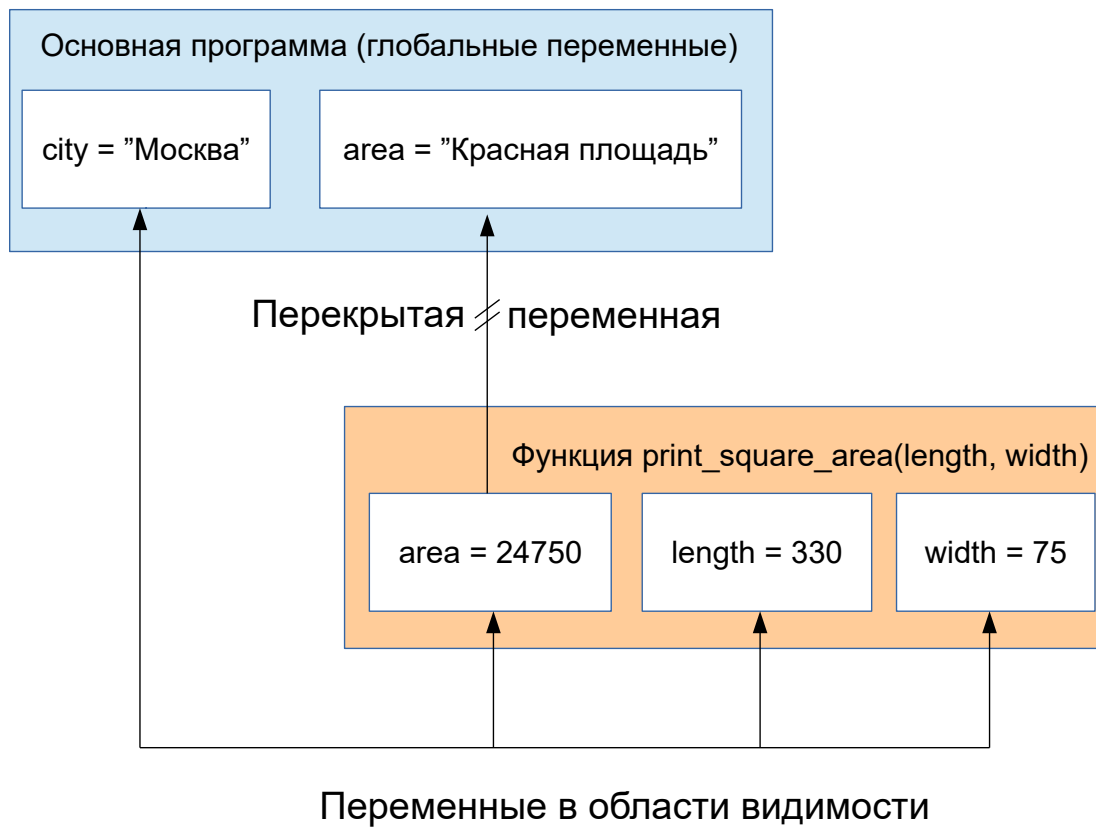 Основная программа (глобальные переменные)
city = ”Москва”
area = ”Красная площадь”
Перекрытая переменная
Функция print_square_area(length, width)
area = 24750
length = 330
width = 75
Переменные в области видимости